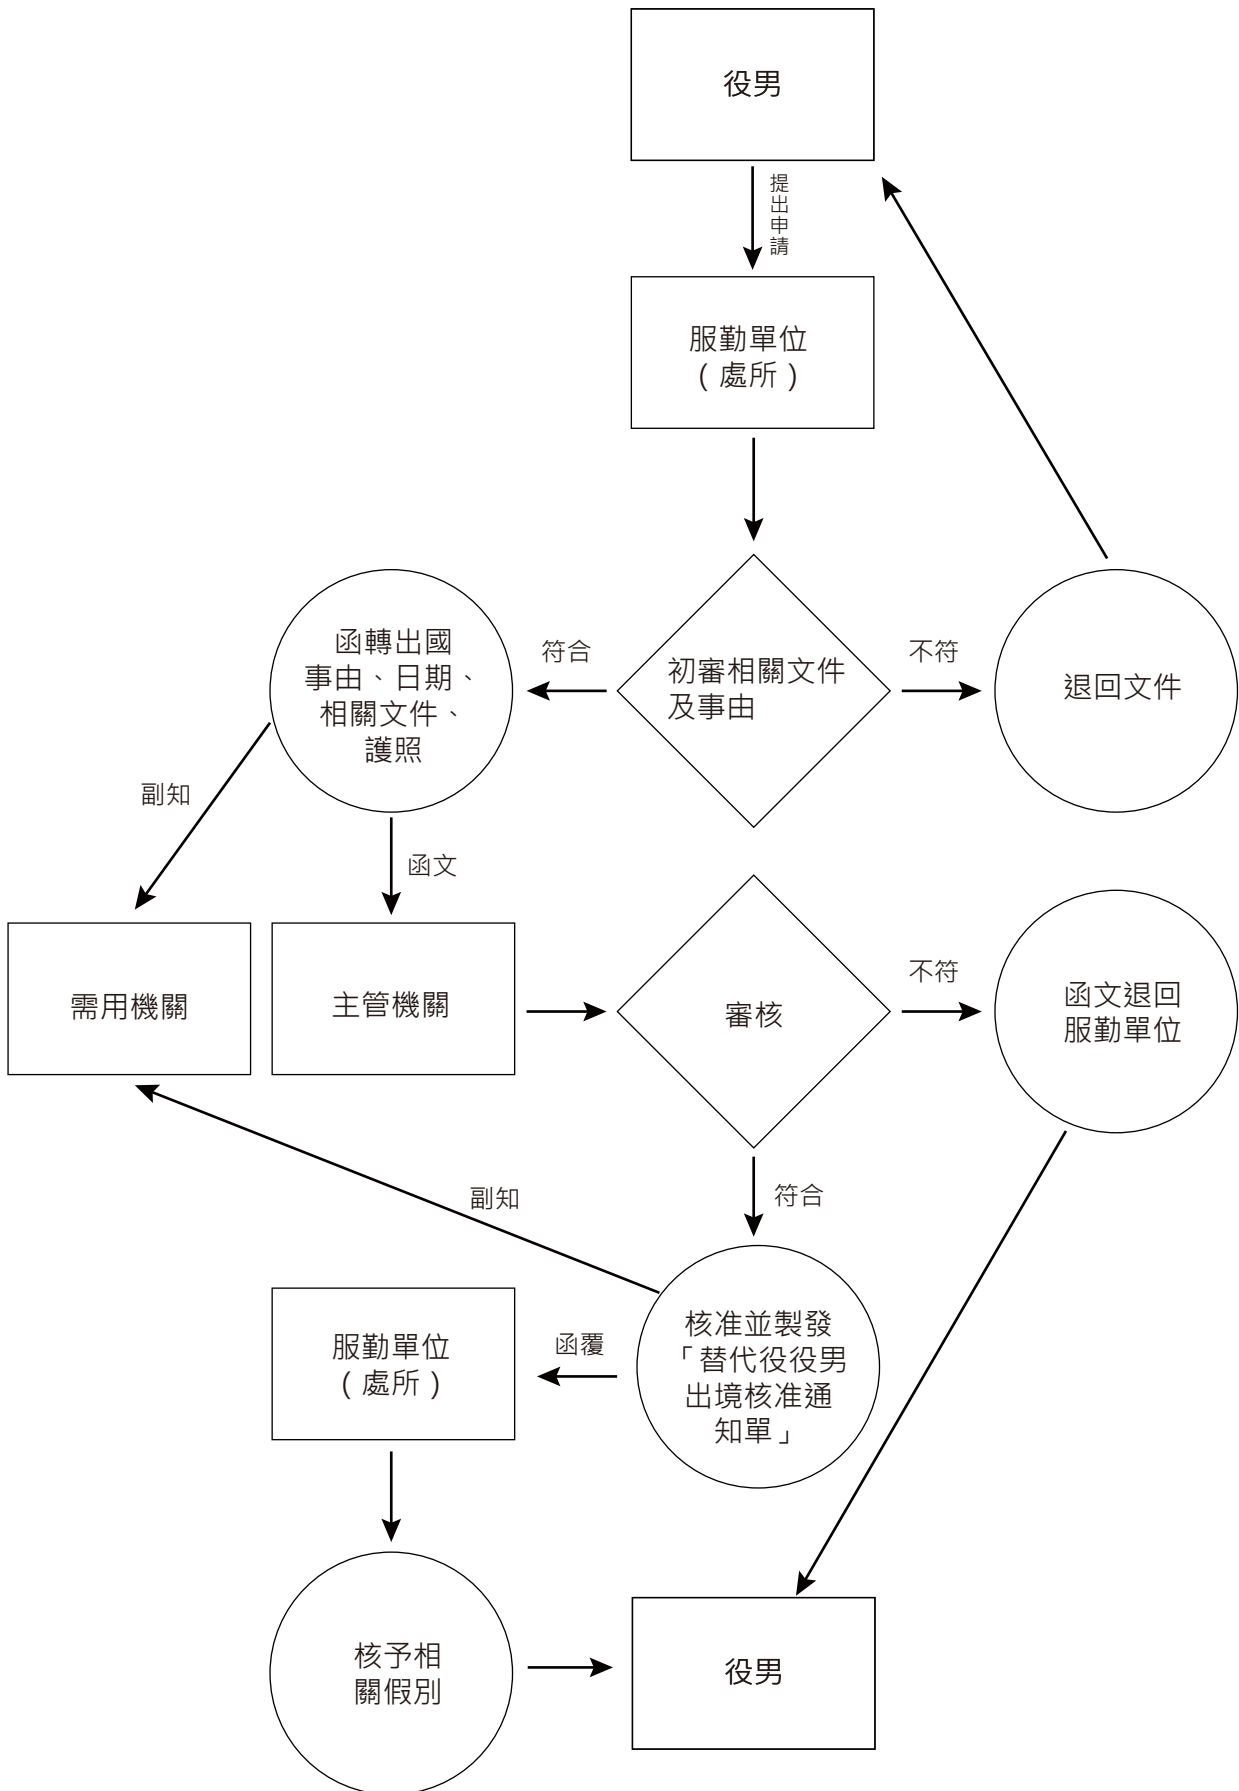 役男
提出申請
服勤單位
(處所)
函轉出國
事由、日期、
相關文件、
護照
符合
初審相關文件
及事由
不符
退回文件
副知
函文
需用機關
主管機關
審核
不符
函文退回
服勤單位
副知
符合
服勤單位
(處所)
函覆
核准並製發
「替代役役男
出境核准通
知單」
核予相
關假別
役男